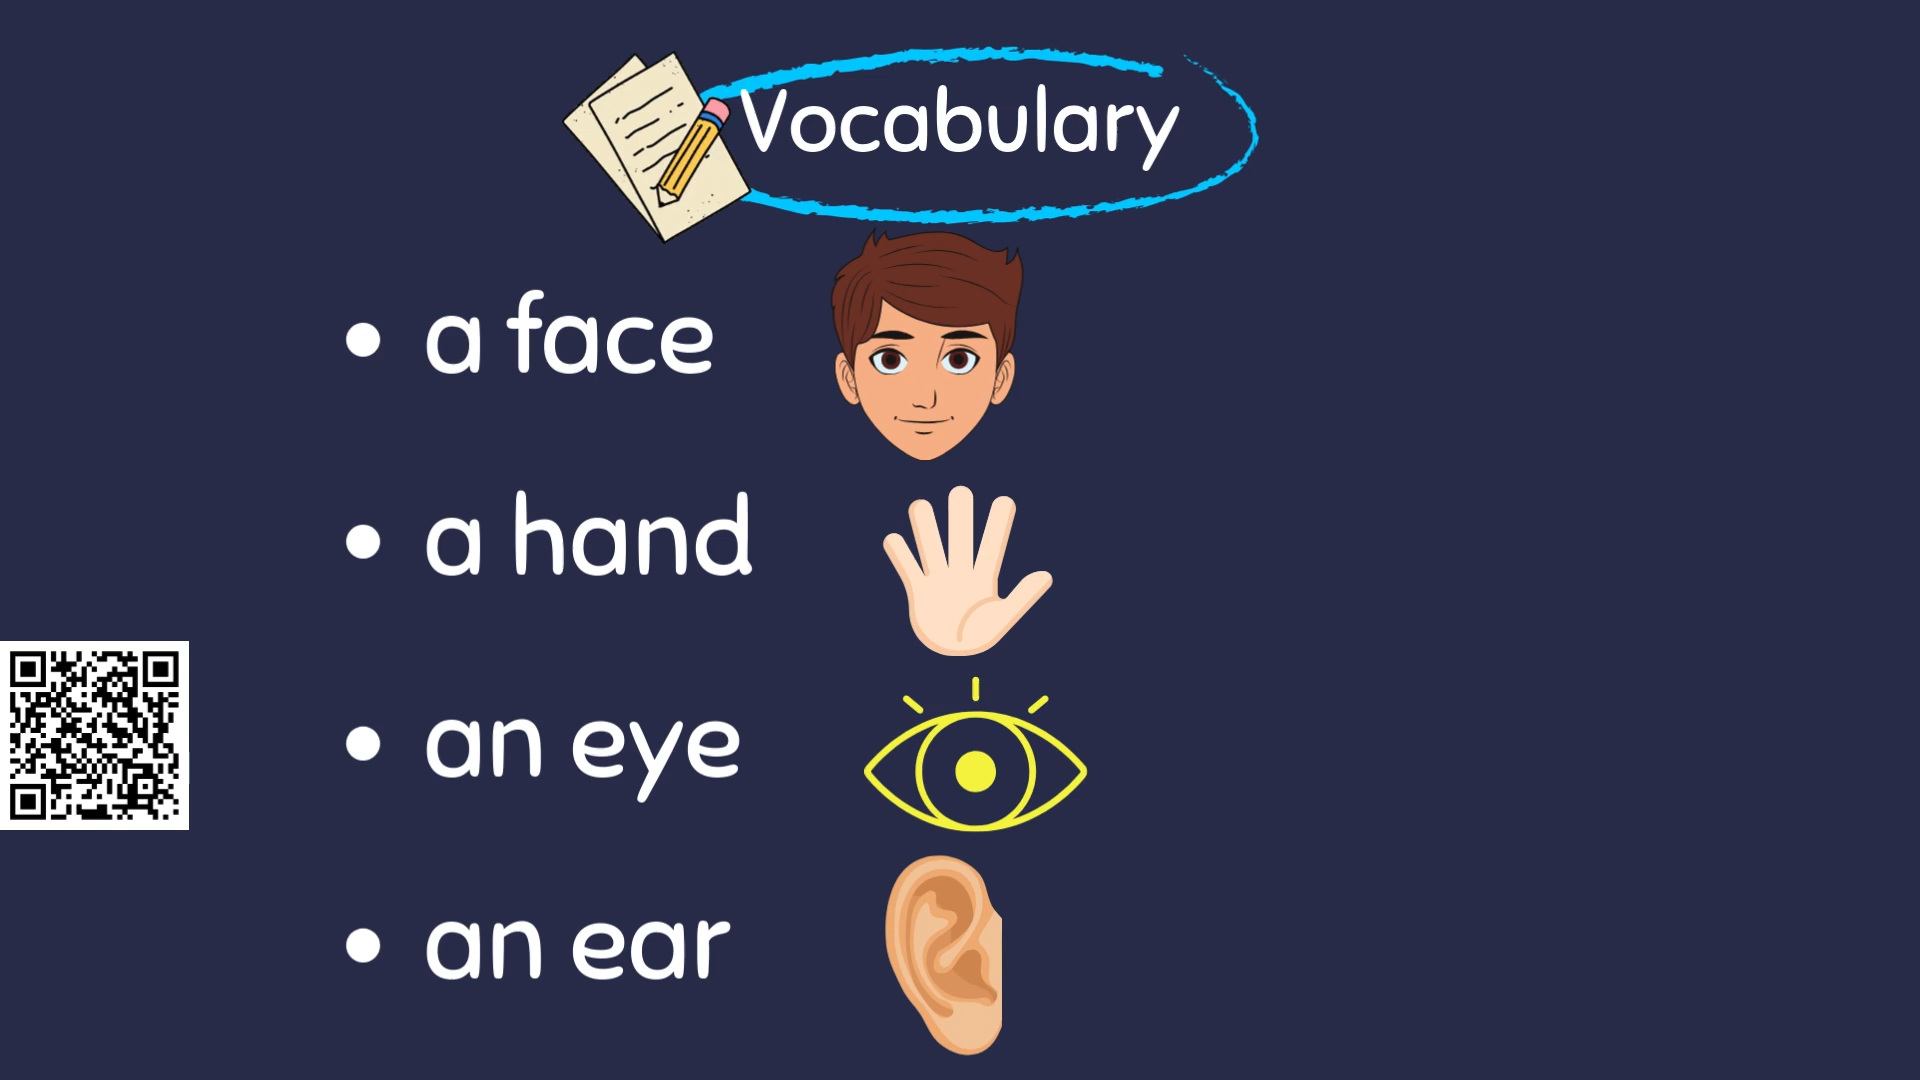 Vocabulary
• a face
• a hand
• an eye
• an ear